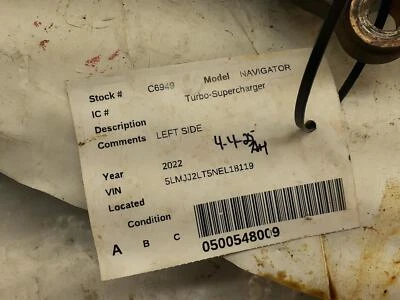 Stock # C6949 Model NAVIGATOR
IC # Turbo-Supercharger
Description
Comments LEFT SIDE
4-4-25
Year 2022
VIN 5LMJJ2LT5NEL18119
Located
Condition
A B C
0500548009